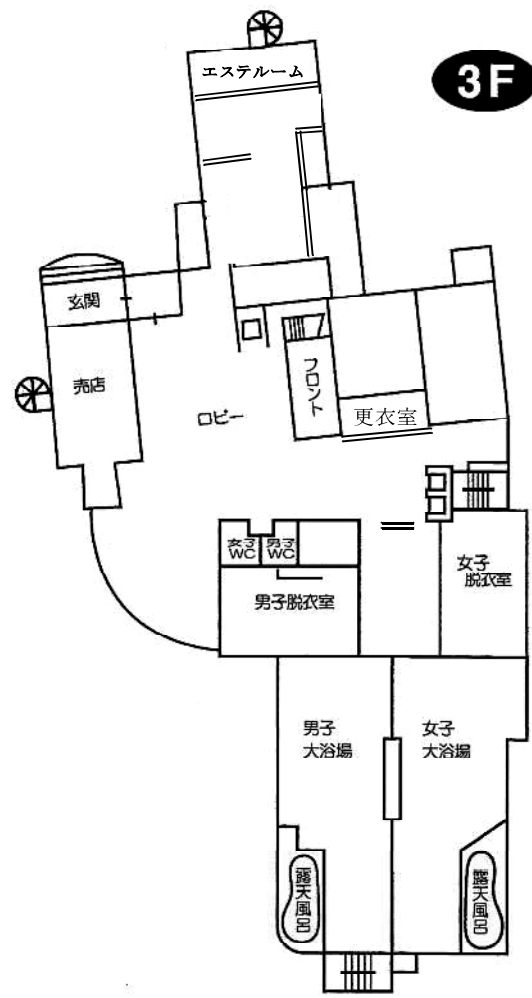 エステルーム
3F
玄関
売店
ロビー
フロント
更衣室
女子
WC
男子
WC
男子脱衣室
女子
脱衣室
男子
大浴場
女子
大浴場
露天風呂
露天風呂